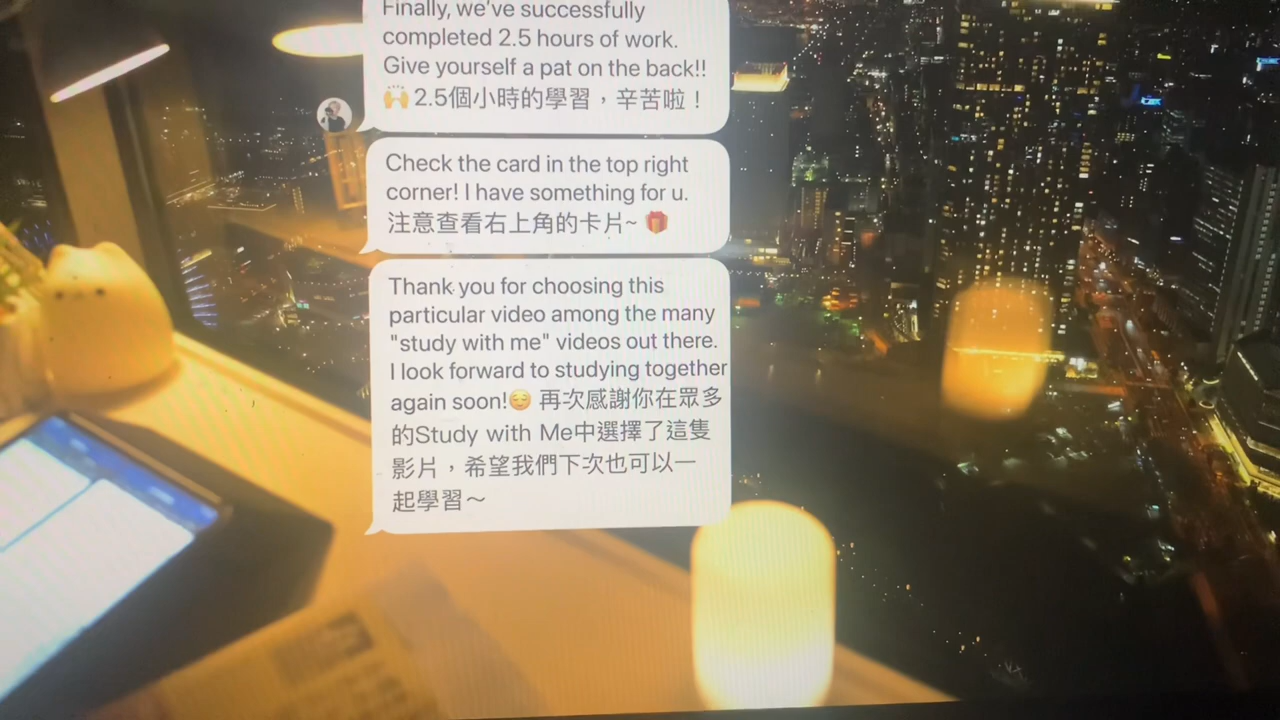 Finally, we've successfully
completed 2.5 hours of work.
Give yourself a pat on the back!!
🙌 2.5個小時的學習，辛苦啦！
Check the card in the top right
corner! I have something for u.
注意查看右上角的卡片~ 🎁
Thank you for choosing this
particular video among the many
"study with me" videos out there.
I look forward to studying together
again soon!😌 再次感謝你在眾多
的Study with Me中選擇了這隻
影片，希望我們下次也可以一
起學習～